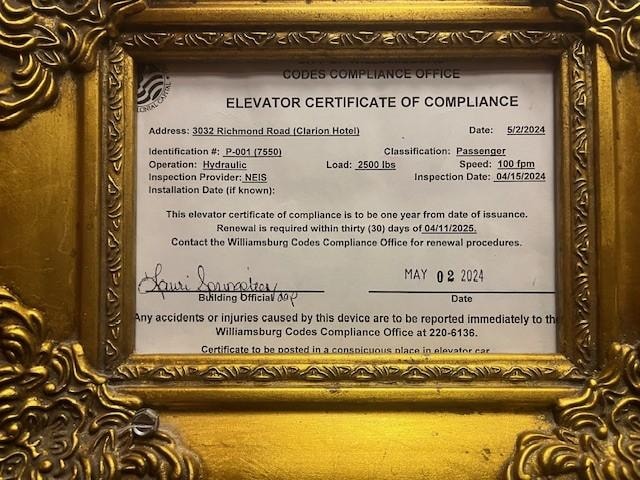 CODES COMPLIANCE OFFICE
ELEVATOR CERTIFICATE OF COMPLIANCE
Address: 3032 Richmond Road (Clarion Hotel) Date: 5/2/2024
Identification #: P-001 (7550) Classification: Passenger
Operation: Hydraulic Load: 2500 lbs Speed: 100 fpm
Inspection Provider: NEIS Inspection Date: 04/15/2024
Installation Date (if known):
This elevator certificate of compliance is to be one year from date of issuance.
Renewal is required within thirty (30) days of 04/11/2025.
Contact the Williamsburg Codes Compliance Office for renewal procedures.
MAY 02 2024
Building Official Date
Any accidents or injuries caused by this device are to be reported immediately to the
Williamsburg Codes Compliance Office at 220-6136.
Certificate to be posted in a conspicuous place in elevator car